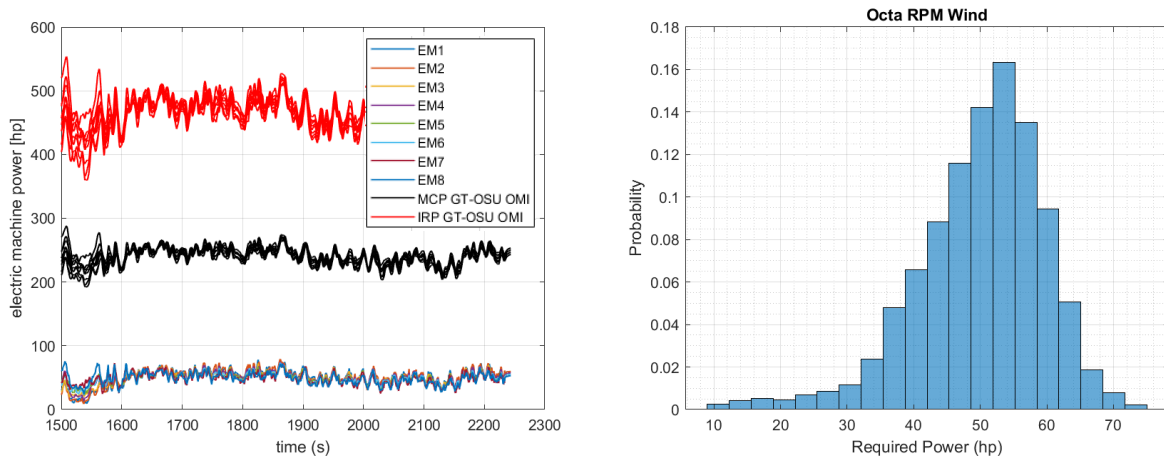 600
500
400
300
200
100
0
electric machine power [hp]
1500 1600 1700 1800 1900 2000 2100 2200 2300
time (s)
EM1
EM2
EM3
EM4
EM5
EM6
EM7
EM8
MCP GT-OSU OMI
IRP GT-OSU OMI
Octa RPM Wind
0.18
0.16
0.14
0.12
0.1
0.08
0.06
0.04
0.02
0
Probability
10 20 30 40 50 60 70
Required Power (hp)